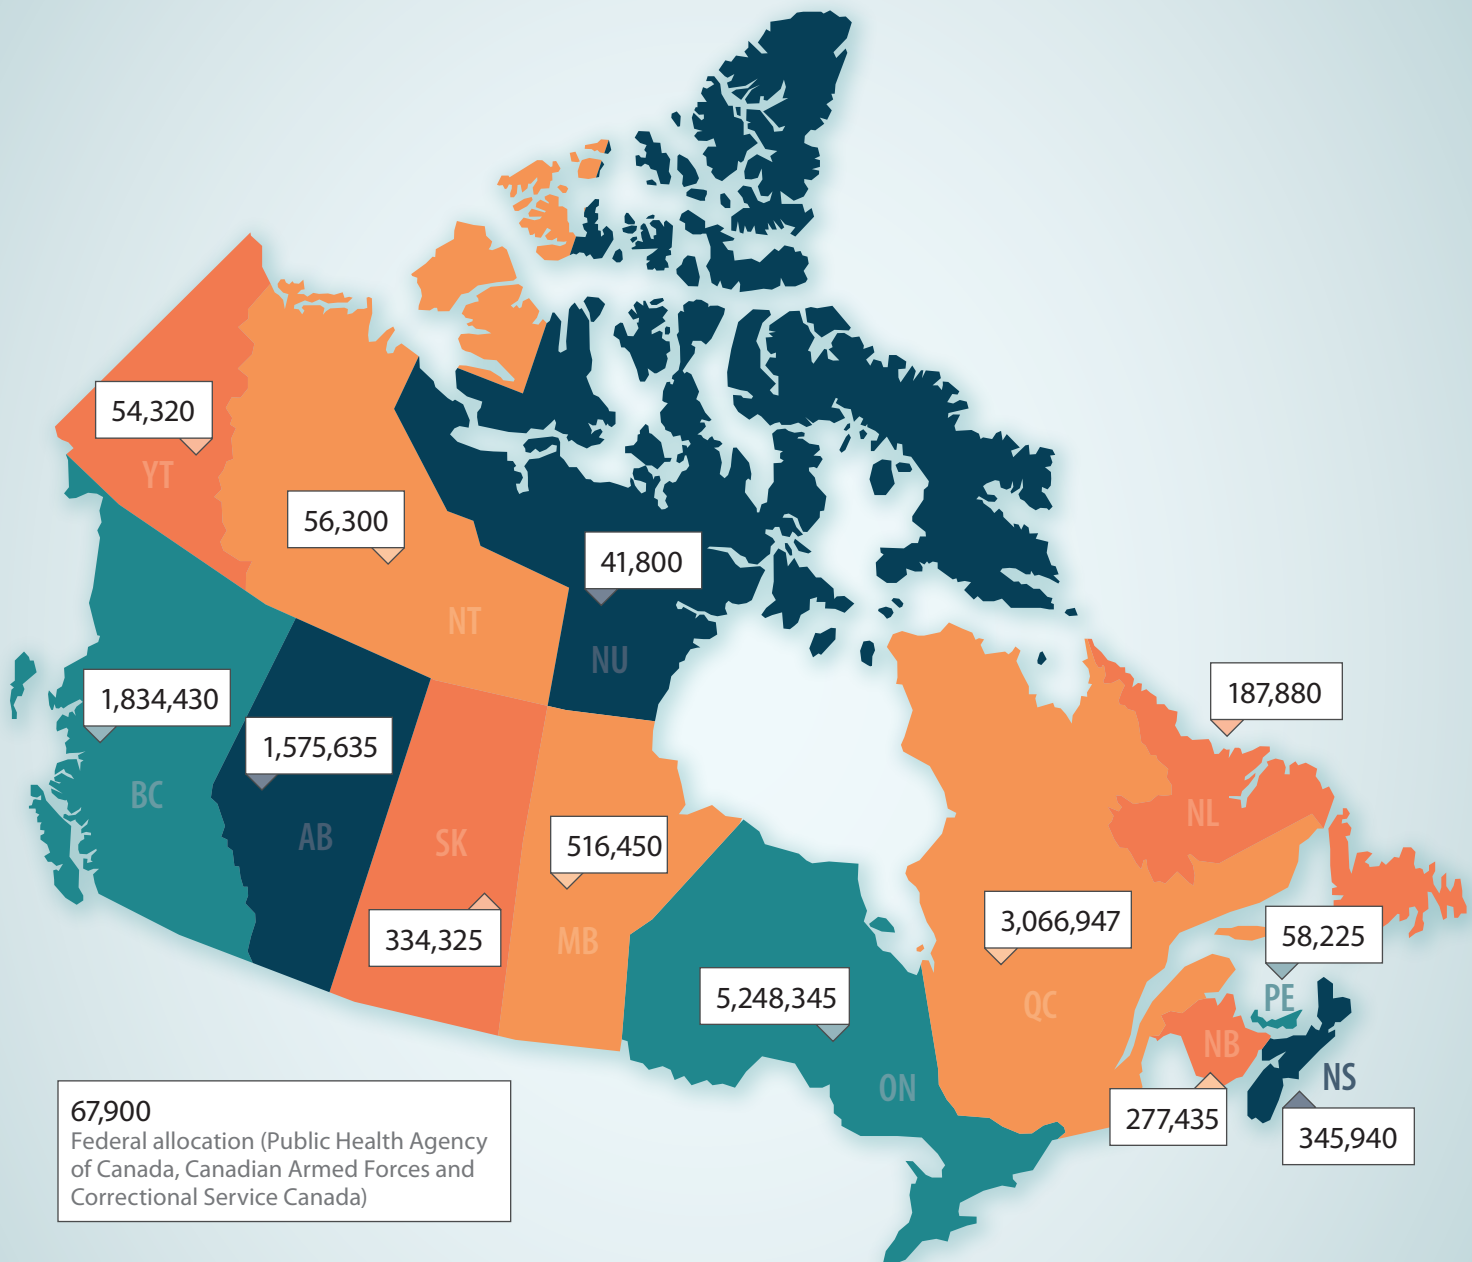 54,320
YT
56,300
NT
41,800
NU
1,834,430
BC
1,575,635
AB
SK
334,325
516,450
MB
5,248,345
ON
3,066,947
QC
187,880
NL
58,225
PE
NB
277,435
NS
345,940
67,900
Federal allocation (Public Health Agency
of Canada, Canadian Armed Forces and
Correctional Service Canada)